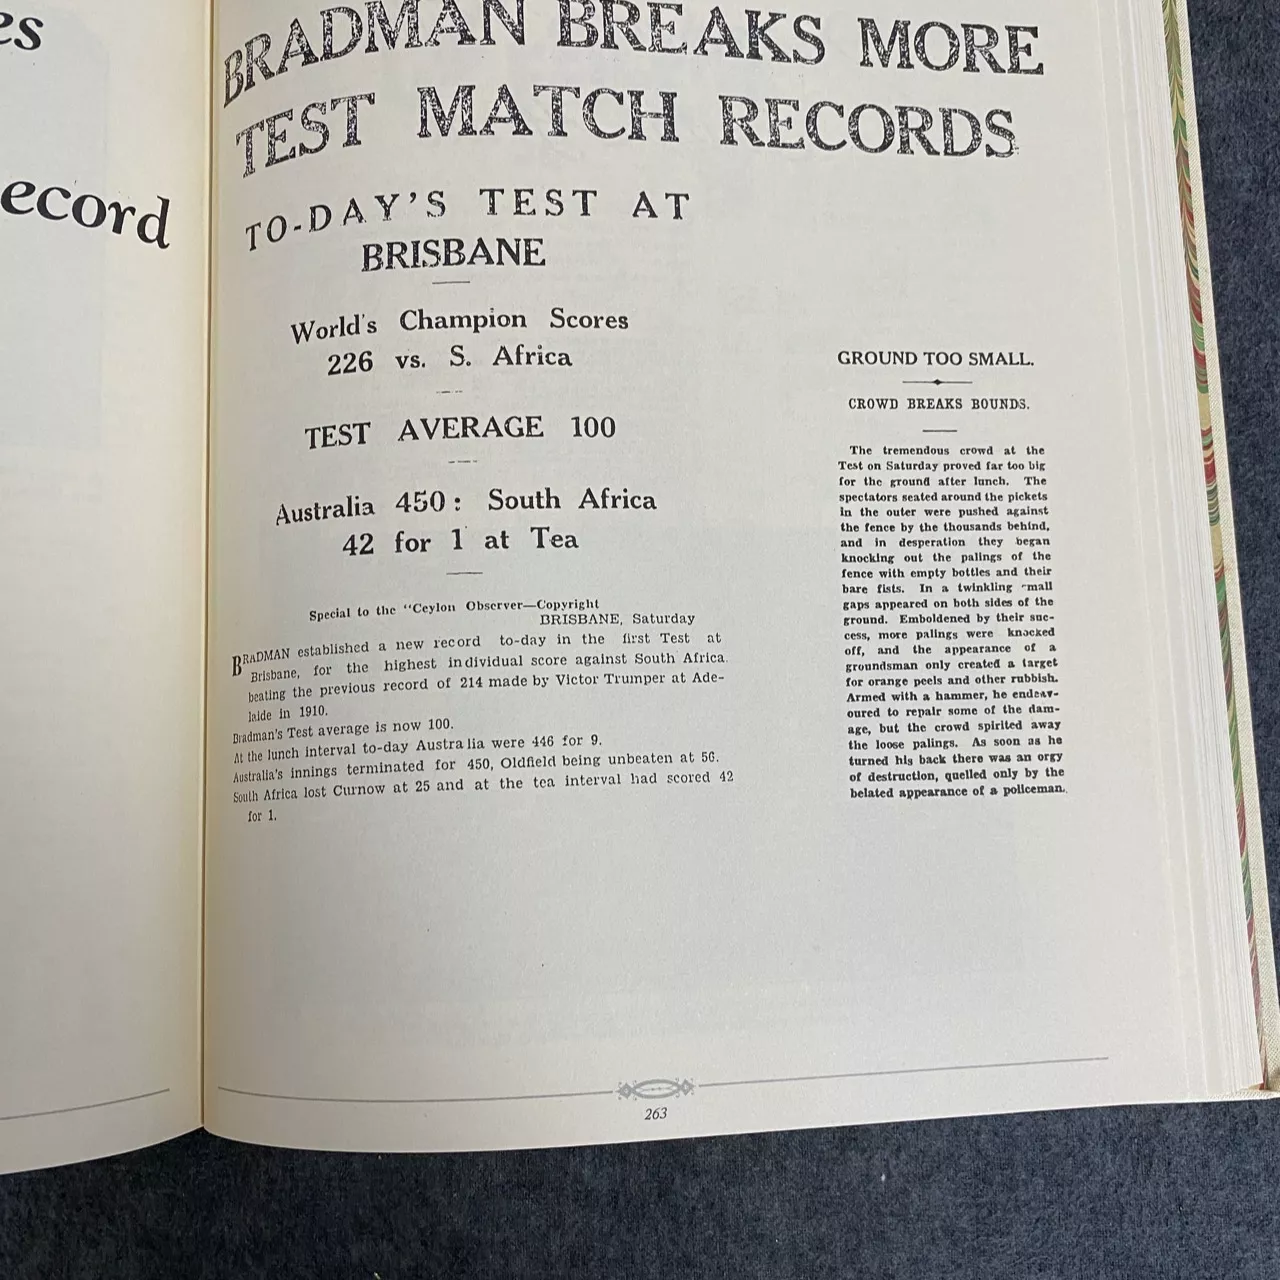 es
ecord
BRADMAN BREAKS MORE
TEST MATCH RECORDS
TO-DAY'S TEST AT
BRISBANE
World's Champion Scores
226 vs. S. Africa
TEST AVERAGE 100
Australia 450: South Africa
42 for 1 at Tea
Special to the "Ceylon Observer—Copyright
BRISBANE, Saturday
BRADMAN established a new record to-day in the first Test at
Brisbane, for the highest individual score against South Africa.
beating the previous record of 214 made by Victor Trumper at Ade-
laide in 1910.
Bradman's Test average is now 100.
At the lunch interval to-day Australia were 446 for 9.
Australia's innings terminated for 450, Oldfield being unbeaten at 56.
South Africa lost Curnow at 25 and at the tea interval had scored 42
for 1.
GROUND TOO SMALL.
CROWD BREAKS BOUNDS.
The tremendous crowd at the
Test on Saturday proved far too big
for the ground after lunch. The
spectators seated around the pickets
in the outer were pushed against
the fence by the thousands behind,
and in desperation they began
knocking out the palings of the
fence with empty bottles and their
bare fists. In a twinkling small
gaps appeared on both sides of the
ground. Emboldened by their suc-
cess, more palings were knocked
off, and the appearance of a
groundsman only created a target
for orange peels and other rubbish.
Armed with a hammer, he endeav-
oured to repair some of the dam-
age, but the crowd spirited away
the loose palings. As soon as he
turned his back there was an orgy
of destruction, quelled only by the
belated appearance of a policeman.
263